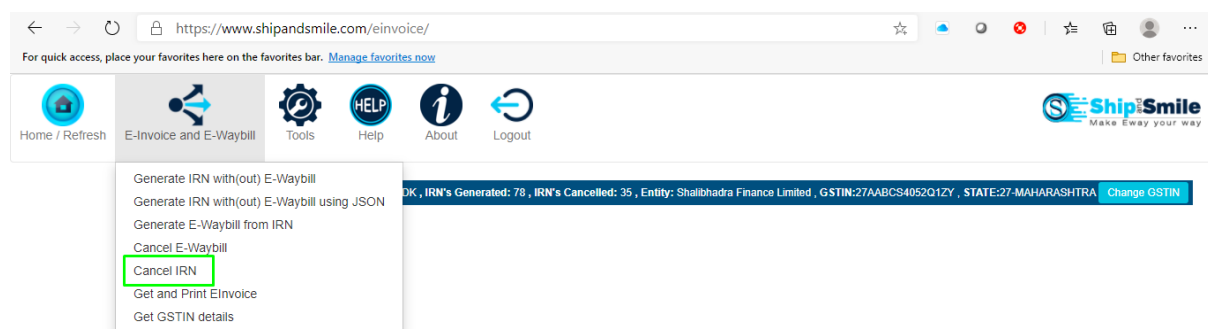 https://www.shipandsmile.com/einvoice/
For quick access, place your favorites here on the favorites bar. Manage favorites now
Other favorites
HELP
S Ship and Smile
Make Eway your way
Home / Refresh
E-Invoice and E-Waybill
Tools
Help
About
Logout
Generate IRN with(out) E-Waybill
DK , IRN's Generated: 78 , IRN's Cancelled: 35 , Entity: Shalibhadra Finance Limited , GSTIN:27AABCS4052Q1ZY , STATE:27-MAHARASHTRA Change GSTIN
Generate IRN with(out) E-Waybill using JSON
Generate E-Waybill from IRN
Cancel E-Waybill
Cancel IRN
Get and Print EInvoice
Get GSTIN details